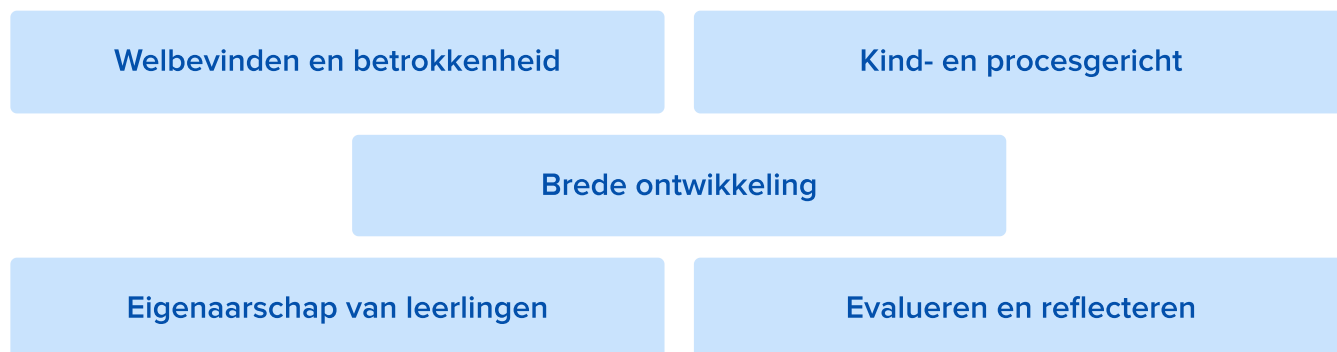 Welbevinden en betrokkenheid
Kind- en procesgericht
Brede ontwikkeling
Eigenaarschap van leerlingen
Evalueren en reflecteren